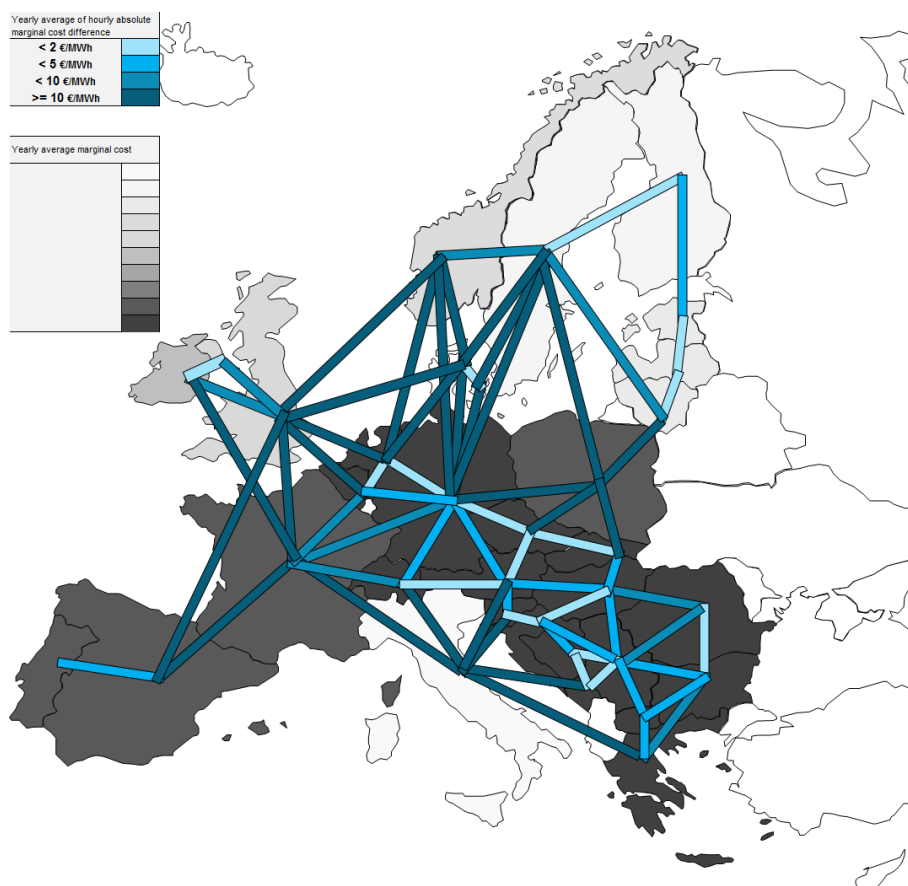 Yearly average of hourly absolute
marginal cost difference
< 2 €/MWh
< 5 €/MWh
< 10 €/MWh
>= 10 €/MWh
Yearly average marginal cost